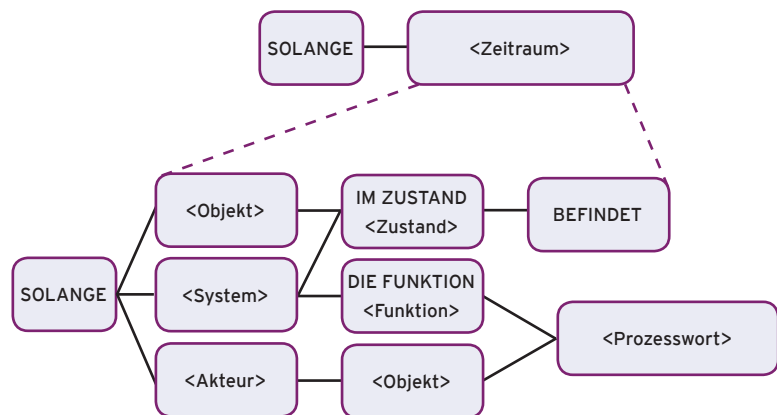 SOLANGE
<Zeitraum>
<Objekt>
IM ZUSTAND
<Zustand>
BEFINDET
SOLANGE
<System>
DIE FUNKTION
<Funktion>
<Prozesswort>
<Akteur>
<Objekt>